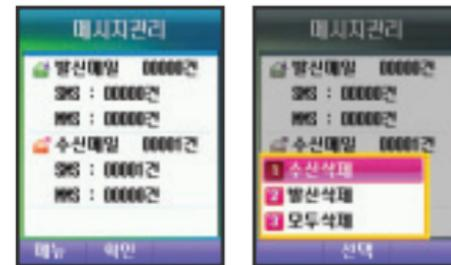 메시지관리
발신메일 00000건
SMS : 00000건
MMS : 00000건
수신메일 00001건
SMS : 00001건
MMS : 00000건
메뉴 확인
메시지관리
발신메일 00000건
SMS : 00000건
MMS : 00000건
수신메일 00001건
1 수신삭제
2 발신삭제
3 모두삭제
선택